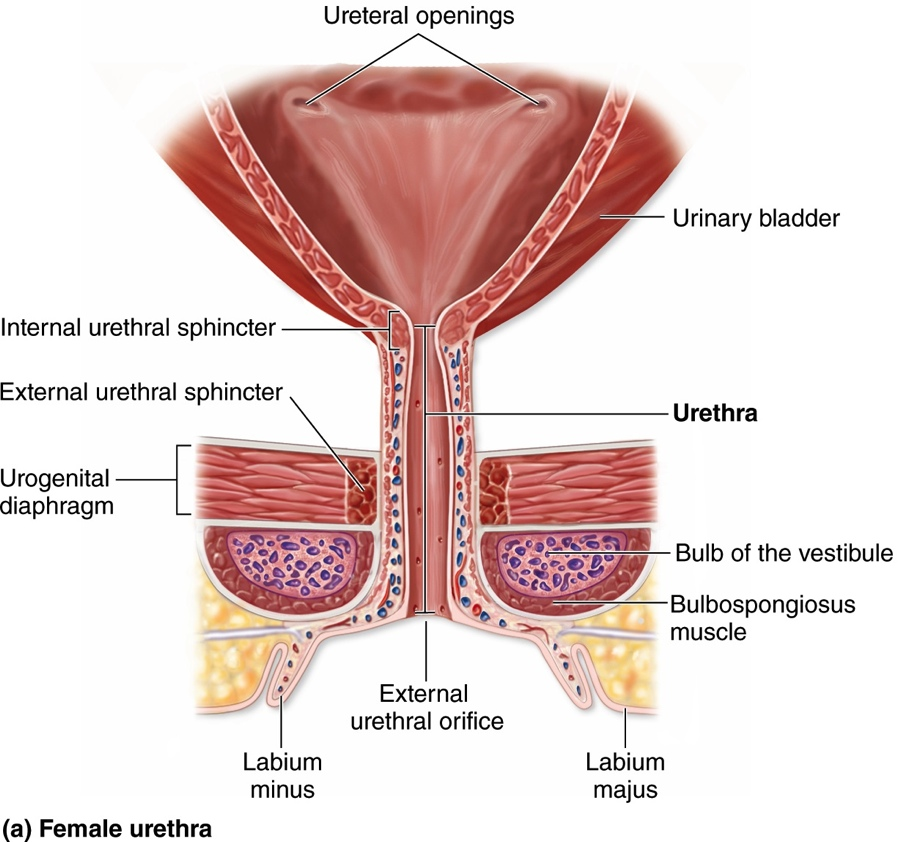 Ureteral openings
Urinary bladder
Internal urethral sphincter
External urethral sphincter
Urethra
Urogenital
diaphragm
Bulb of the vestibule
Bulbospongiosus
muscle
External
urethral orifice
Labium
minus
Labium
majus
(a) Female urethra